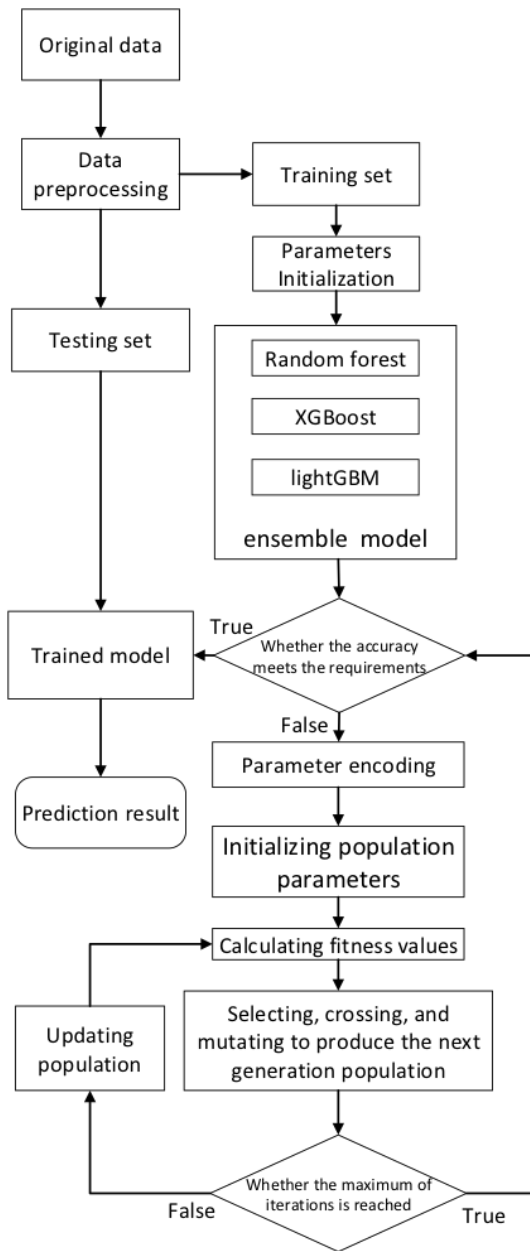 Original data
Data
preprocessing
Training set
Parameters
Initialization
Testing set
Random forest
XGBoost
lightGBM
ensemble model
True
Whether the accuracy
meets the requirements
Trained model
False
Parameter encoding
Prediction result
Initializing population
parameters
Calculating fitness values
Updating
population
Selecting, crossing, and
mutating to produce the next
generation population
Whether the maximum of
iterations is reached
False
True